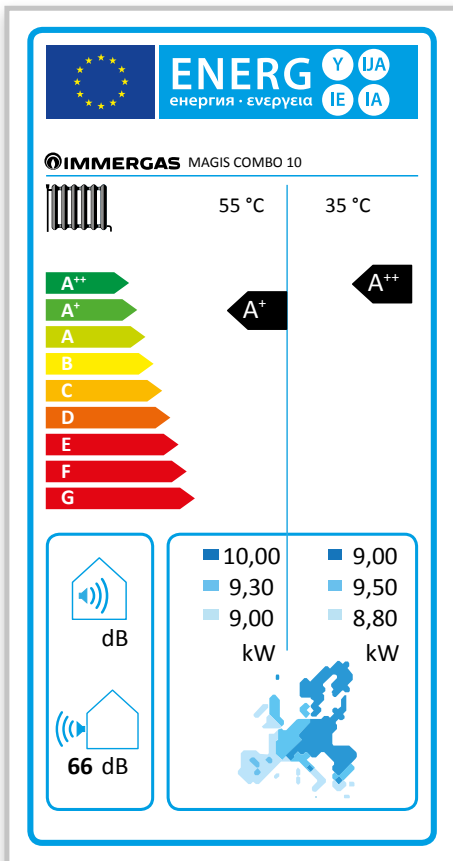 ENERG Y IJA
енергия · ενεργεια IE IA
IMMERGAS MAGIS COMBO 10
55 °C 35 °C
A++
A+
A
B
C
D
E
F
G
A+
A++
dB
66 dB
10,00 9,00
9,30 9,50
9,00 8,80
kW kW